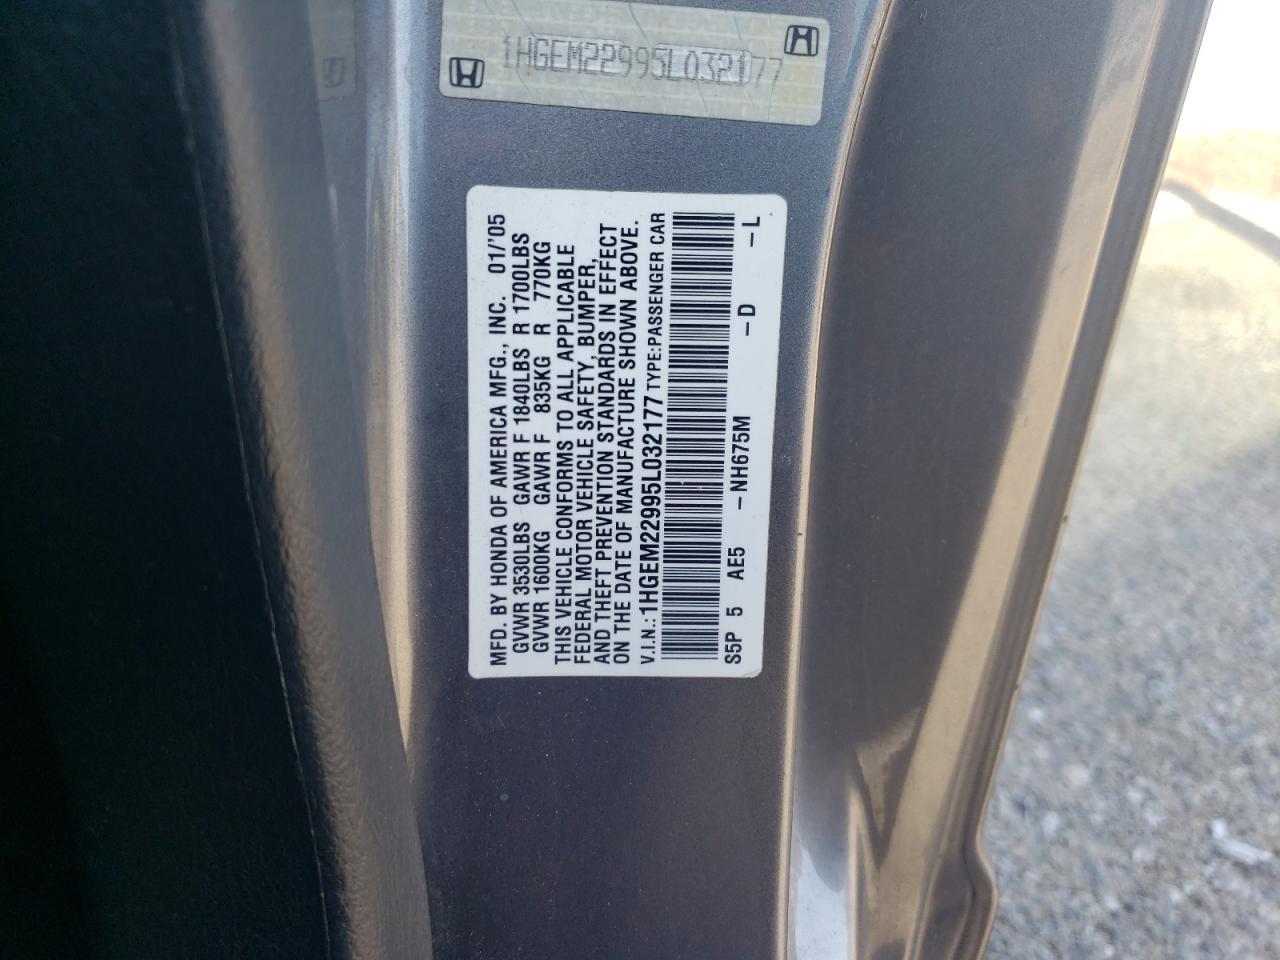 1HGEM22995L032177
MFD. BY HONDA OF AMERICA MFG., INC. 01/'05
GVWR 3530LBS GAWR F 1840LBS R 1700LBS
GVWR 1600KG GAWR F 835KG R 770KG
THIS VEHICLE CONFORMS TO ALL APPLICABLE
FEDERAL MOTOR VEHICLE SAFETY, BUMPER,
AND THEFT PREVENTION STANDARDS IN EFFECT
ON THE DATE OF MANUFACTURE SHOWN ABOVE.
V.I.N.: 1HGEM22995L032177 TYPE:PASSENGER CAR
S5P 5 AE5 -NH675M -D -L